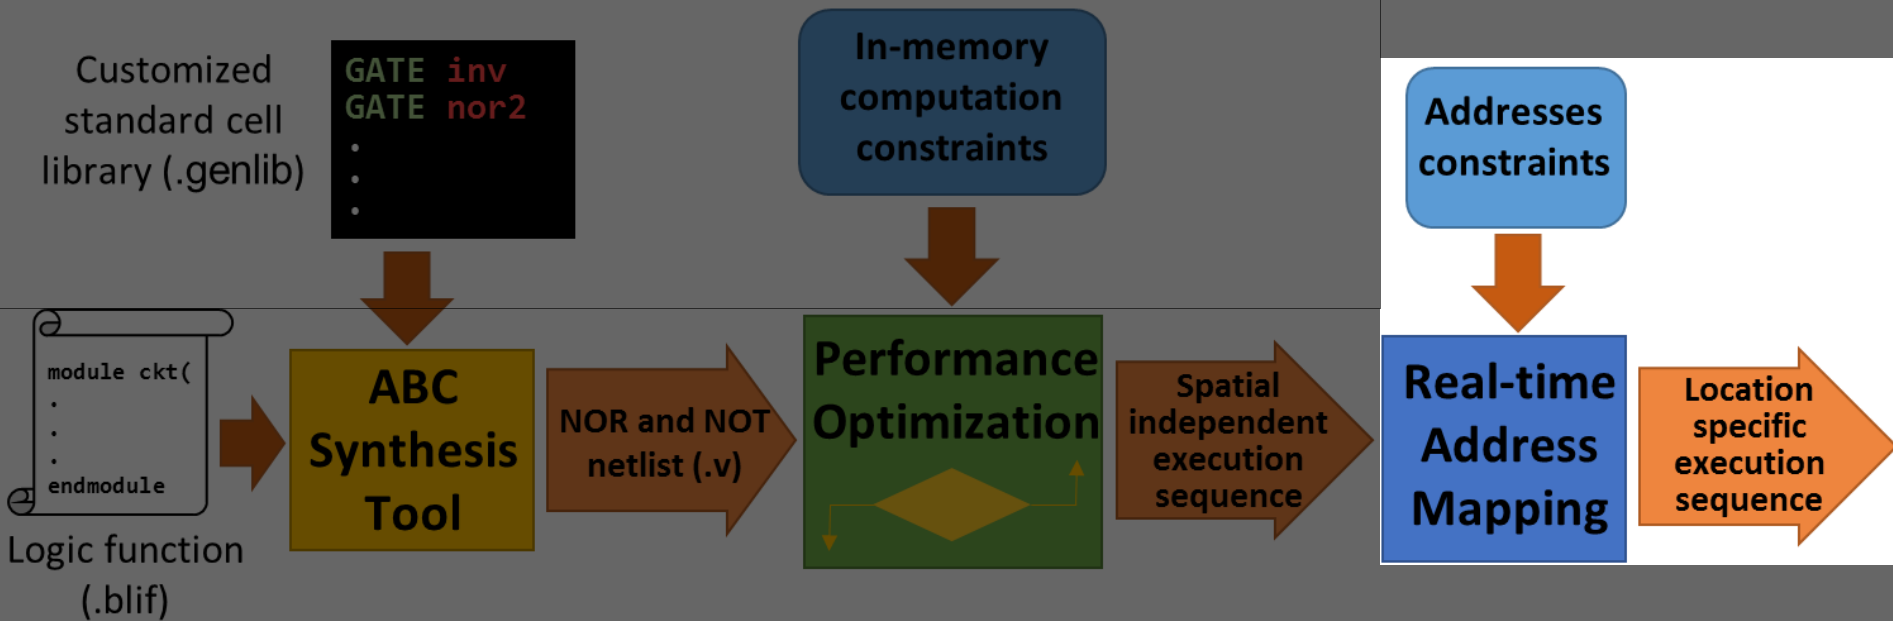 Customized
standard cell
library (.genlib)
GATE inv
GATE nor2
.
.
.
In-memory
computation
constraints
Addresses
constraints
module ckt(
.
.
.
endmodule
Logic function
(.blif)
ABC
Synthesis
Tool
NOR and NOT
netlist (.v)
Performance
Optimization
Spatial
independent
execution
sequence
Real-time
Address
Mapping
Location
specific
execution
sequence